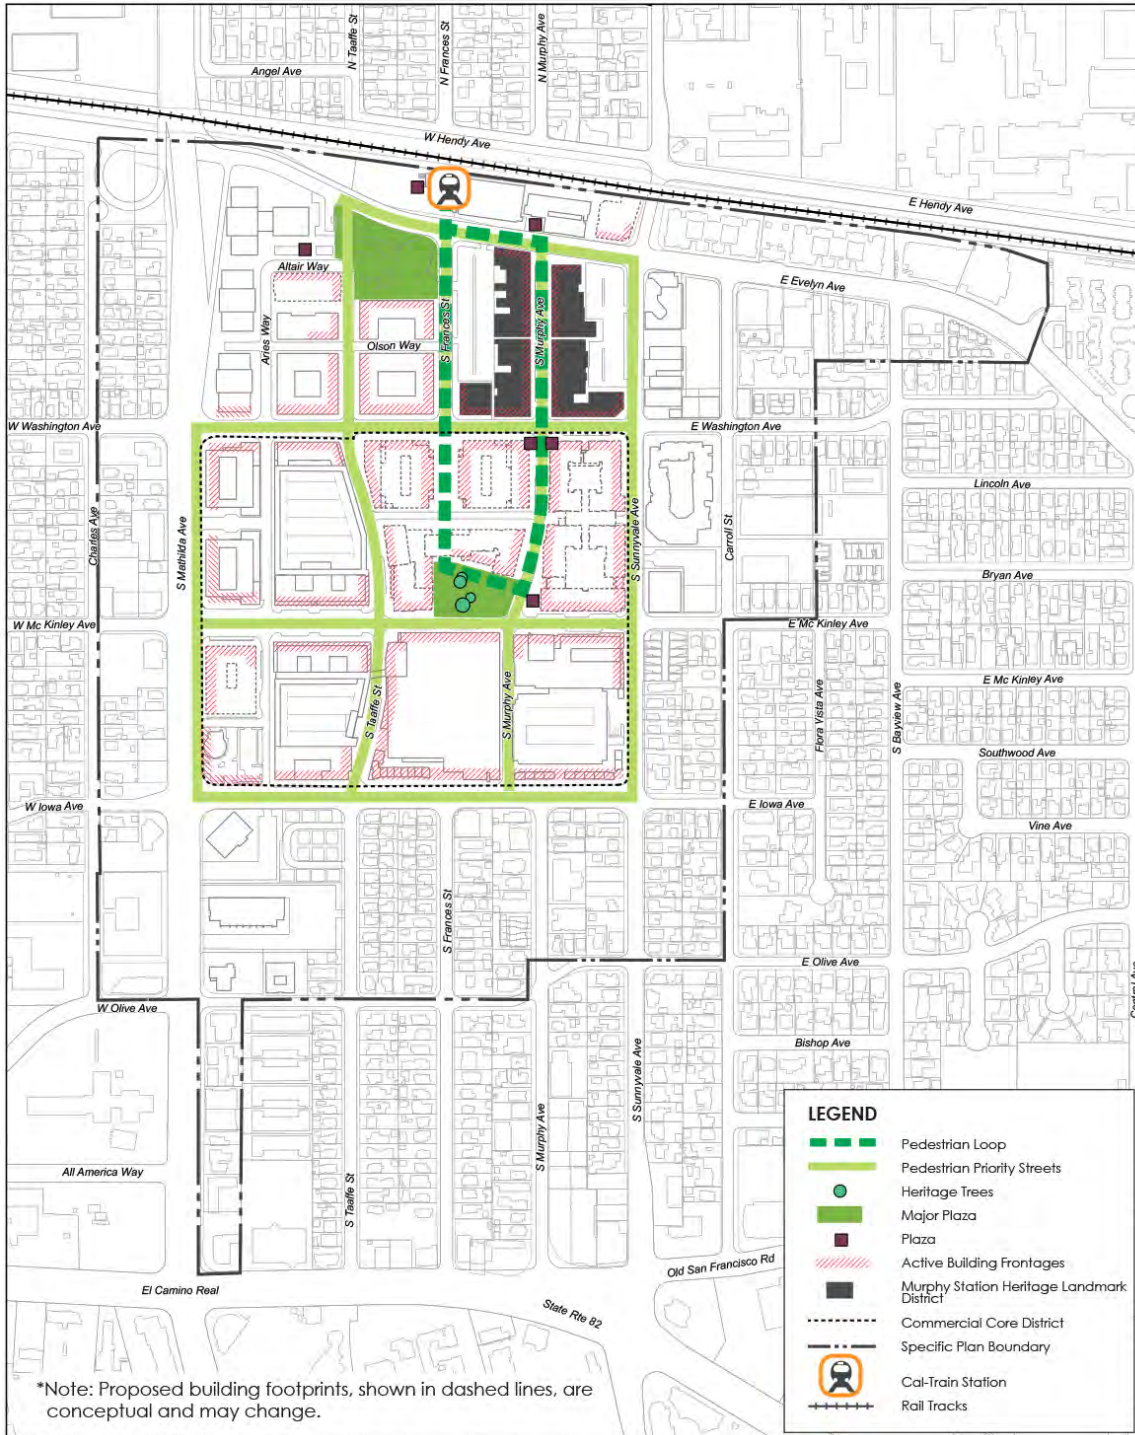 N Taaffe St
N Frances St
N Murphy Ave
Angel Ave
W Hendy Ave
E Hendy Ave
Altair Way
E Evelyn Ave
Aries Way
Olson Way
S Frances St
S Murphy Ave
W Washington Ave
E Washington Ave
Lincoln Ave
Charles Ave
S Mathilda Ave
S Sunnyvale Ave
Carroll St
Bryan Ave
W Mc Kinley Ave
E Mc Kinley Ave
E Mc Kinley Ave
S Taaffe St
S Murphy Ave
Flora Vista Ave
S Bayview Ave
Southwood Ave
W Iowa Ave
E Iowa Ave
Vine Ave
S Frances St
E Olive Ave
W Olive Ave
Central Ave
Bishop Ave
S Sunnyvale Ave
S Murphy Ave
S Taaffe St
All America Way
Old San Francisco Rd
El Camino Real
State Rte 82
LEGEND
Pedestrian Loop
Pedestrian Priority Streets
Heritage Trees
Major Plaza
Plaza
Active Building Frontages
Murphy Station Heritage Landmark
District
Commercial Core District
Specific Plan Boundary
Cal-Train Station
Rail Tracks
*Note: Proposed building footprints, shown in dashed lines, are
conceptual and may change.